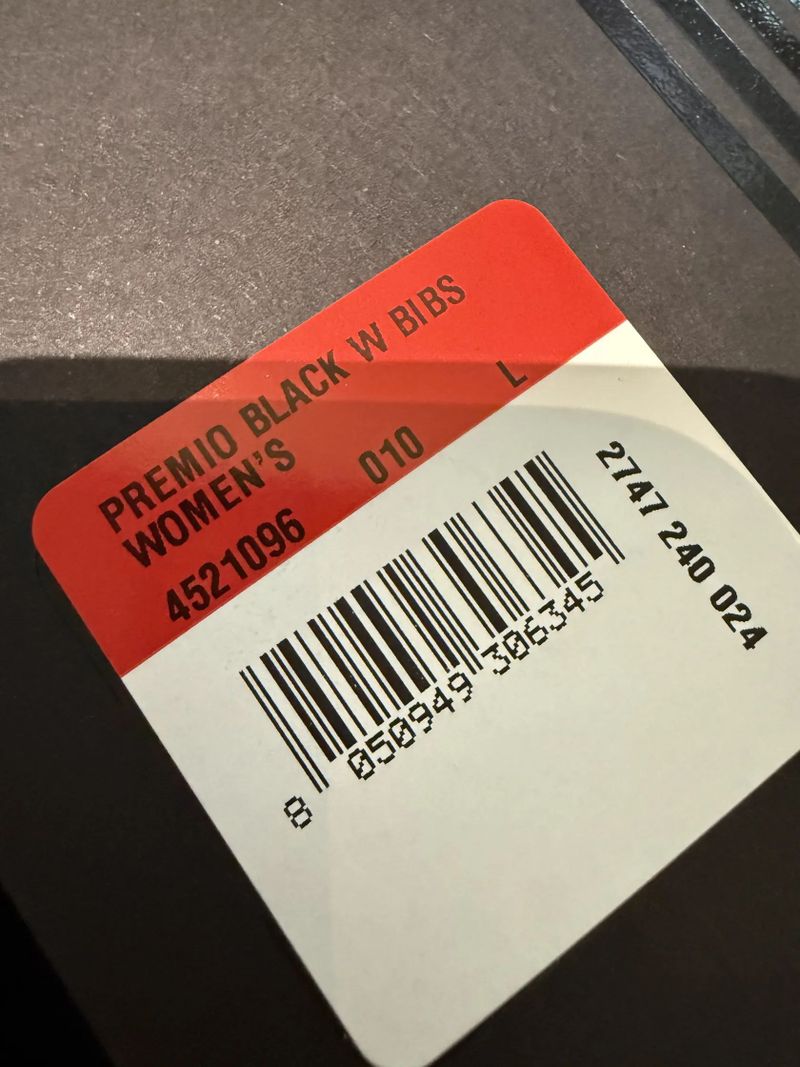 PREMIO BLACK W BIBS
WOMEN'S
4521096 010 L
8 050949 306345
2747 240 024